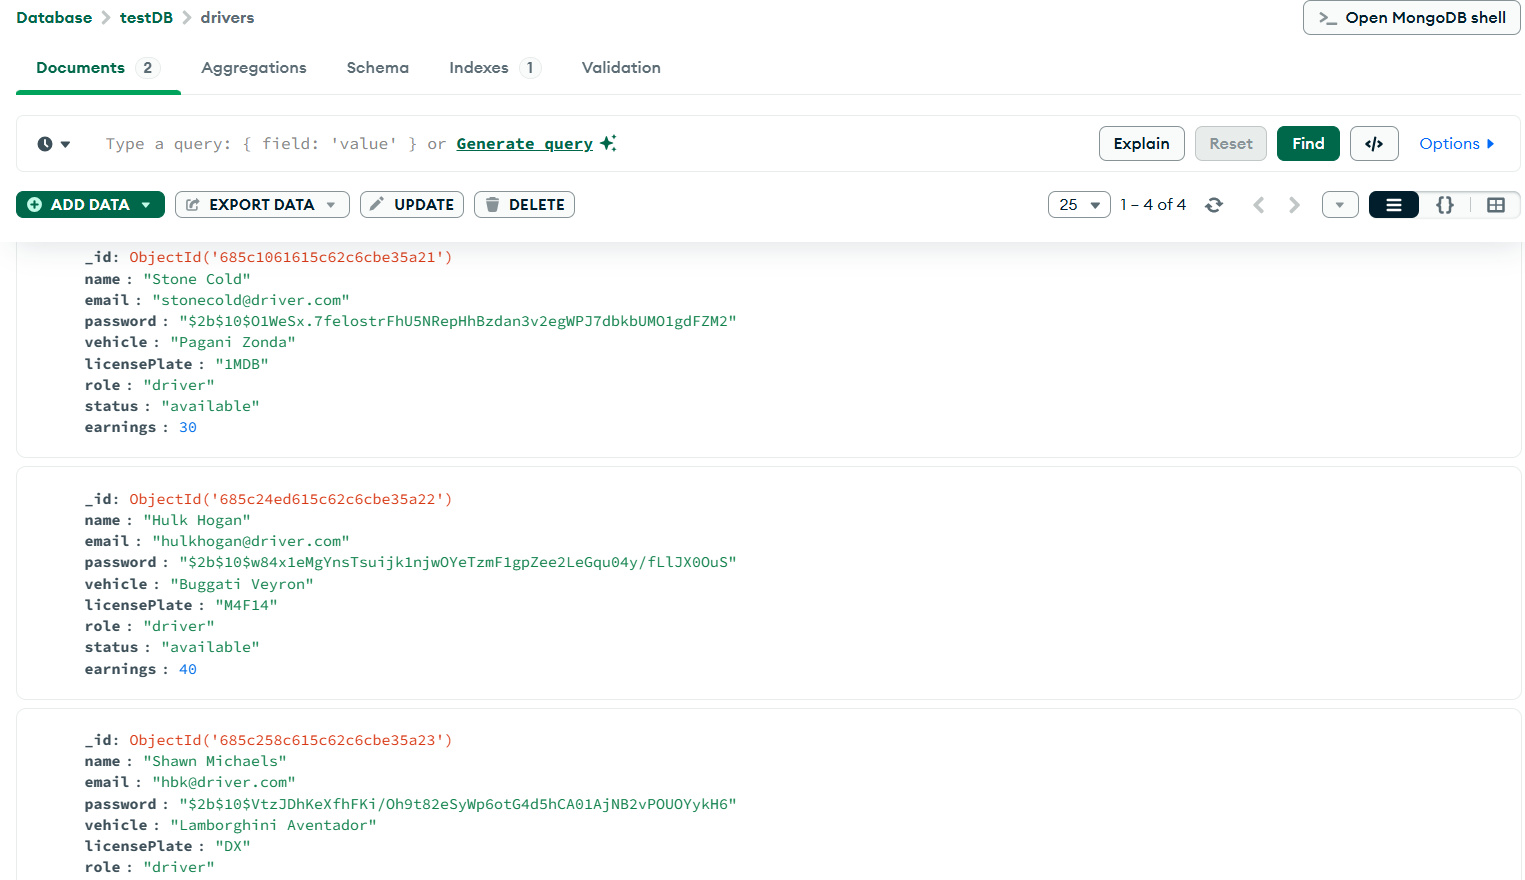 Database > testDB > drivers
>_ Open MongoDB shell
Documents 2 Aggregations Schema Indexes 1 Validation
Type a query: { field: 'value' } or Generate query
Explain Reset Find </> Options
ADD DATA EXPORT DATA UPDATE DELETE
25 1 – 4 of 4 {}
_id: ObjectId('685c1061615c62c6cbe35a21')
name : "Stone Cold"
email : "stonecold@driver.com"
password : "$2b$10$O1WeSx.7felostrFhU5NRepHhBzdan3v2egWPJ7dbkbUMO1gdFZM2"
vehicle : "Pagani Zonda"
licensePlate : "1MDB"
role : "driver"
status : "available"
earnings : 30
_id: ObjectId('685c24ed615c62c6cbe35a22')
name : "Hulk Hogan"
email : "hulkhogan@driver.com"
password : "$2b$10$w84x1eMgYnsTsuijk1njwOYeTzmF1gpZee2LeGqu04y/fLlJX0OuS"
vehicle : "Buggati Veyron"
licensePlate : "M4F14"
role : "driver"
status : "available"
earnings : 40
_id: ObjectId('685c258c615c62c6cbe35a23')
name : "Shawn Michaels"
email : "hbk@driver.com"
password : "$2b$10$VtzJDhKeXfhFKi/Oh9t82eSyWp6otG4d5hCA01AjNB2vPOUOYykH6"
vehicle : "Lamborghini Aventador"
licensePlate : "DX"
role : "driver"